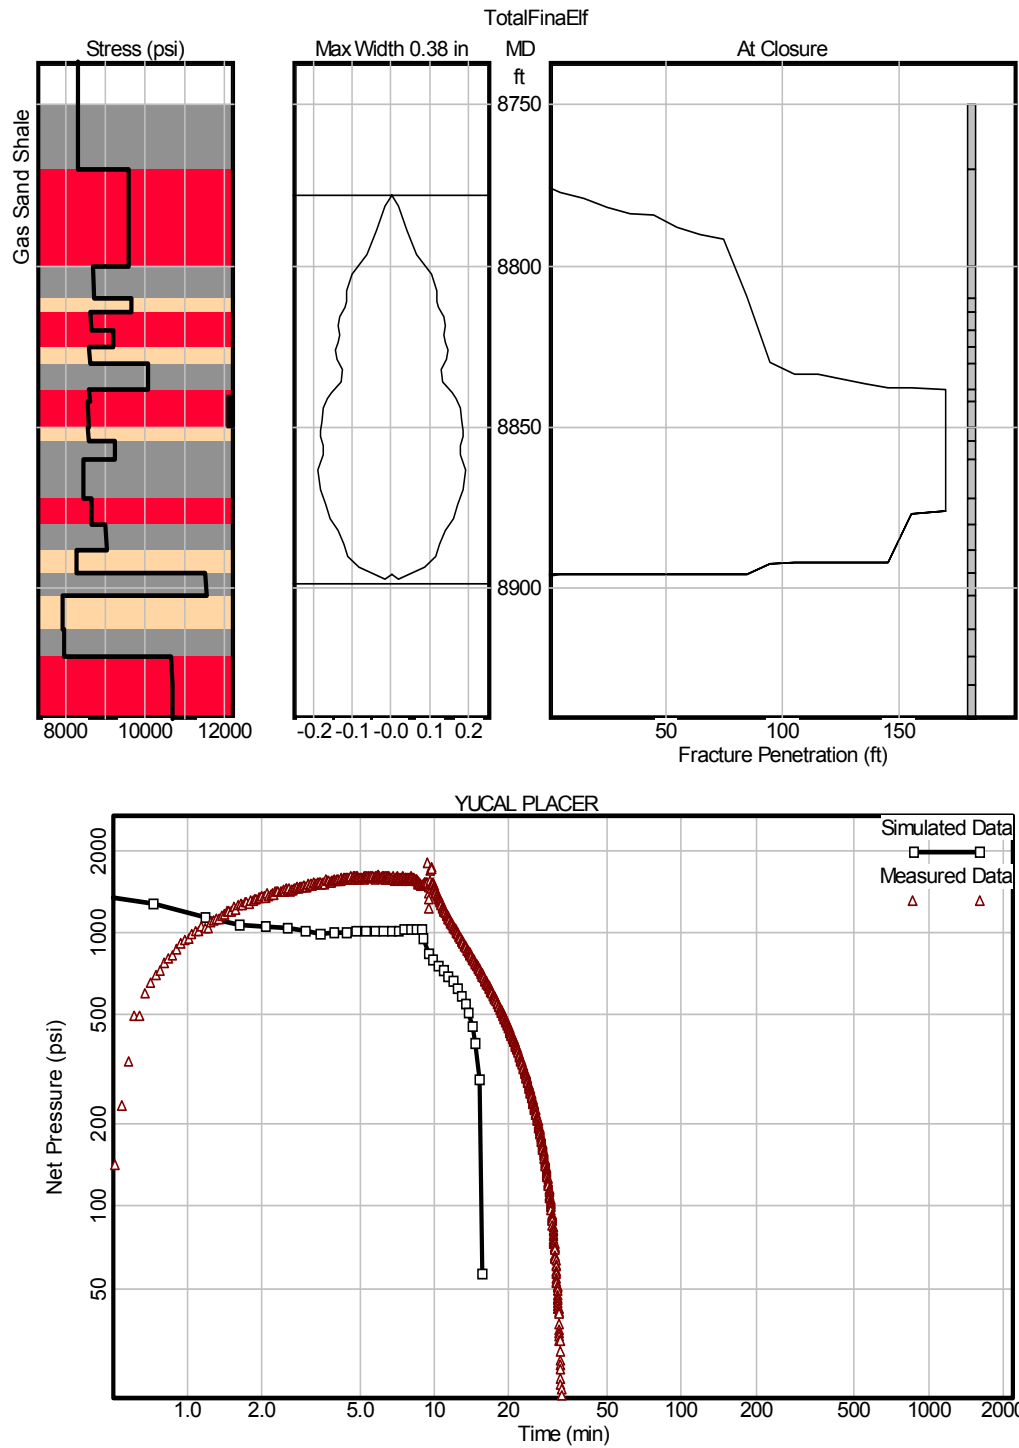 TotalFinaElf
Stress (psi)
Max Width 0.38 in
MD
ft
At Closure
Gas Sand Shale
8750
8800
8850
8900
8000 10000 12000
-0.2 -0.1 -0.0 0.1 0.2
50 100 150
Fracture Penetration (ft)
YUCAL PLACER
Simulated Data
Measured Data
Net Pressure (psi)
2000
1000
500
200
100
50
1.0 2.0 5.0 10 20 50 100 200 500 1000 2000
Time (min)